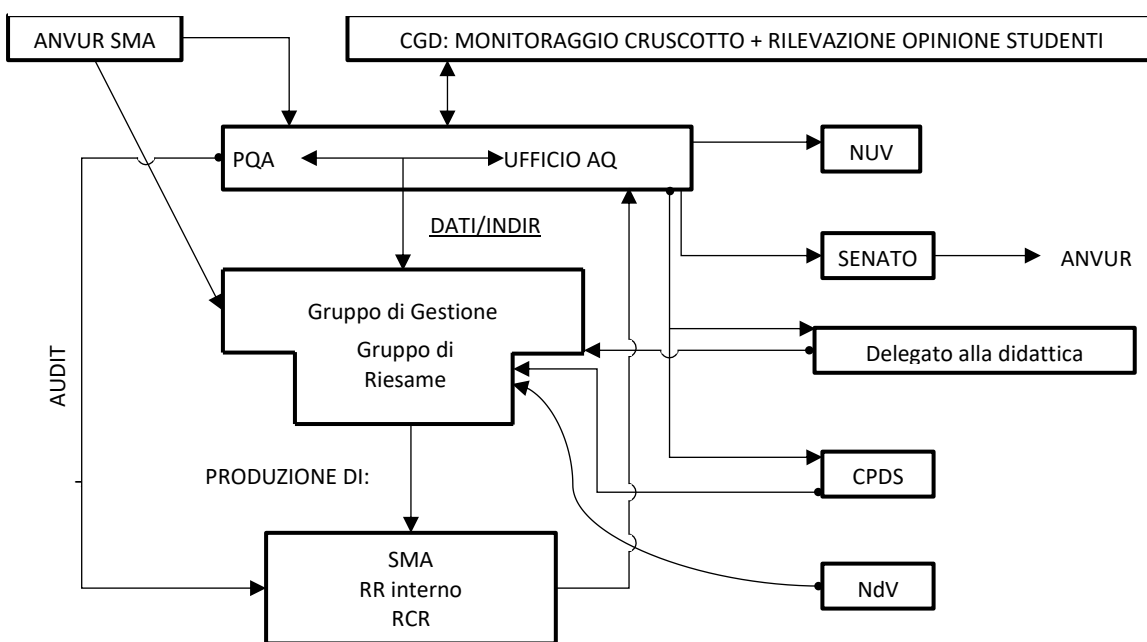 ANVUR SMA
CGD: MONITORAGGIO CRUSCOTTO + RILEVAZIONE OPINIONE STUDENTI
PQA
UFFICIO AQ
NUV
DATI/INDIR
SENATO
ANVUR
Gruppo di Gestione
Gruppo di
Riesame
Delegato alla didattica
AUDIT
PRODUZIONE DI:
CPDS
SMA
RR interno
RCR
NdV